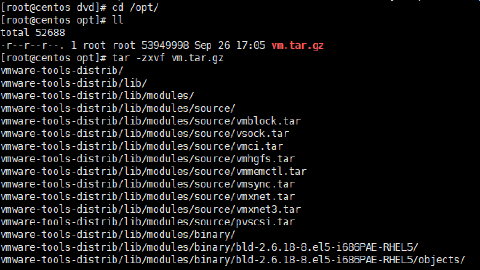 [root@centos dvd]# cd /opt/
[root@centos opt]# ll
total 52688
-r--r--r--. 1 root root 53949998 Sep 26 17:05 vm.tar.gz
[root@centos opt]# tar -zxvf vm.tar.gz
vmware-tools-distrib/
vmware-tools-distrib/lib/
vmware-tools-distrib/lib/modules/
vmware-tools-distrib/lib/modules/source/
vmware-tools-distrib/lib/modules/source/vmblock.tar
vmware-tools-distrib/lib/modules/source/vsock.tar
vmware-tools-distrib/lib/modules/source/vmci.tar
vmware-tools-distrib/lib/modules/source/vmhgfs.tar
vmware-tools-distrib/lib/modules/source/vmmemctl.tar
vmware-tools-distrib/lib/modules/source/vmsync.tar
vmware-tools-distrib/lib/modules/source/vmxnet.tar
vmware-tools-distrib/lib/modules/source/vmxnet3.tar
vmware-tools-distrib/lib/modules/source/pvscsi.tar
vmware-tools-distrib/lib/modules/binary/
vmware-tools-distrib/lib/modules/binary/bld-2.6.18-8.el5-i686PAE-RHEL5/
vmware-tools-distrib/lib/modules/binary/bld-2.6.18-8.el5-i686PAE-RHEL5/objects/